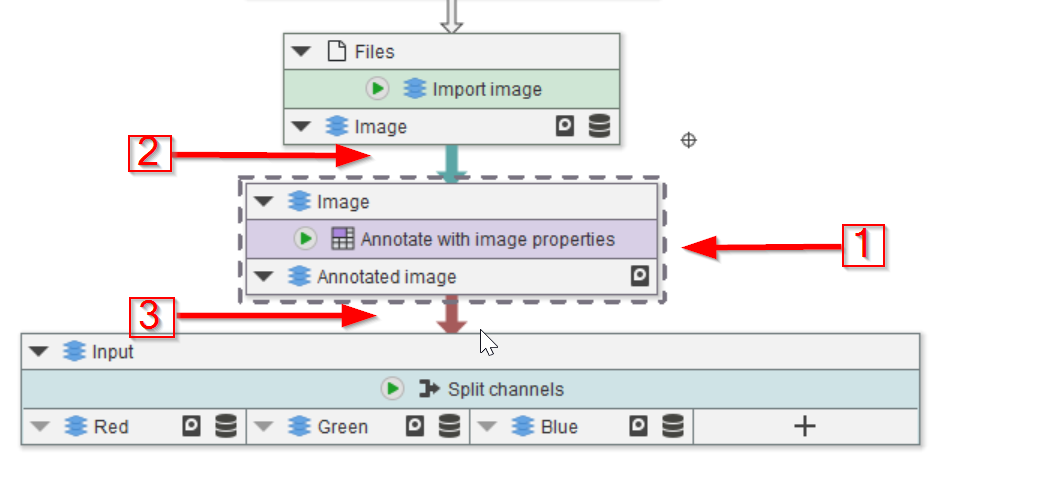 Files
Import image
Image
2
Image
Annotate with image properties
1
Annotated image
3
Input
Split channels
Red Green Blue +